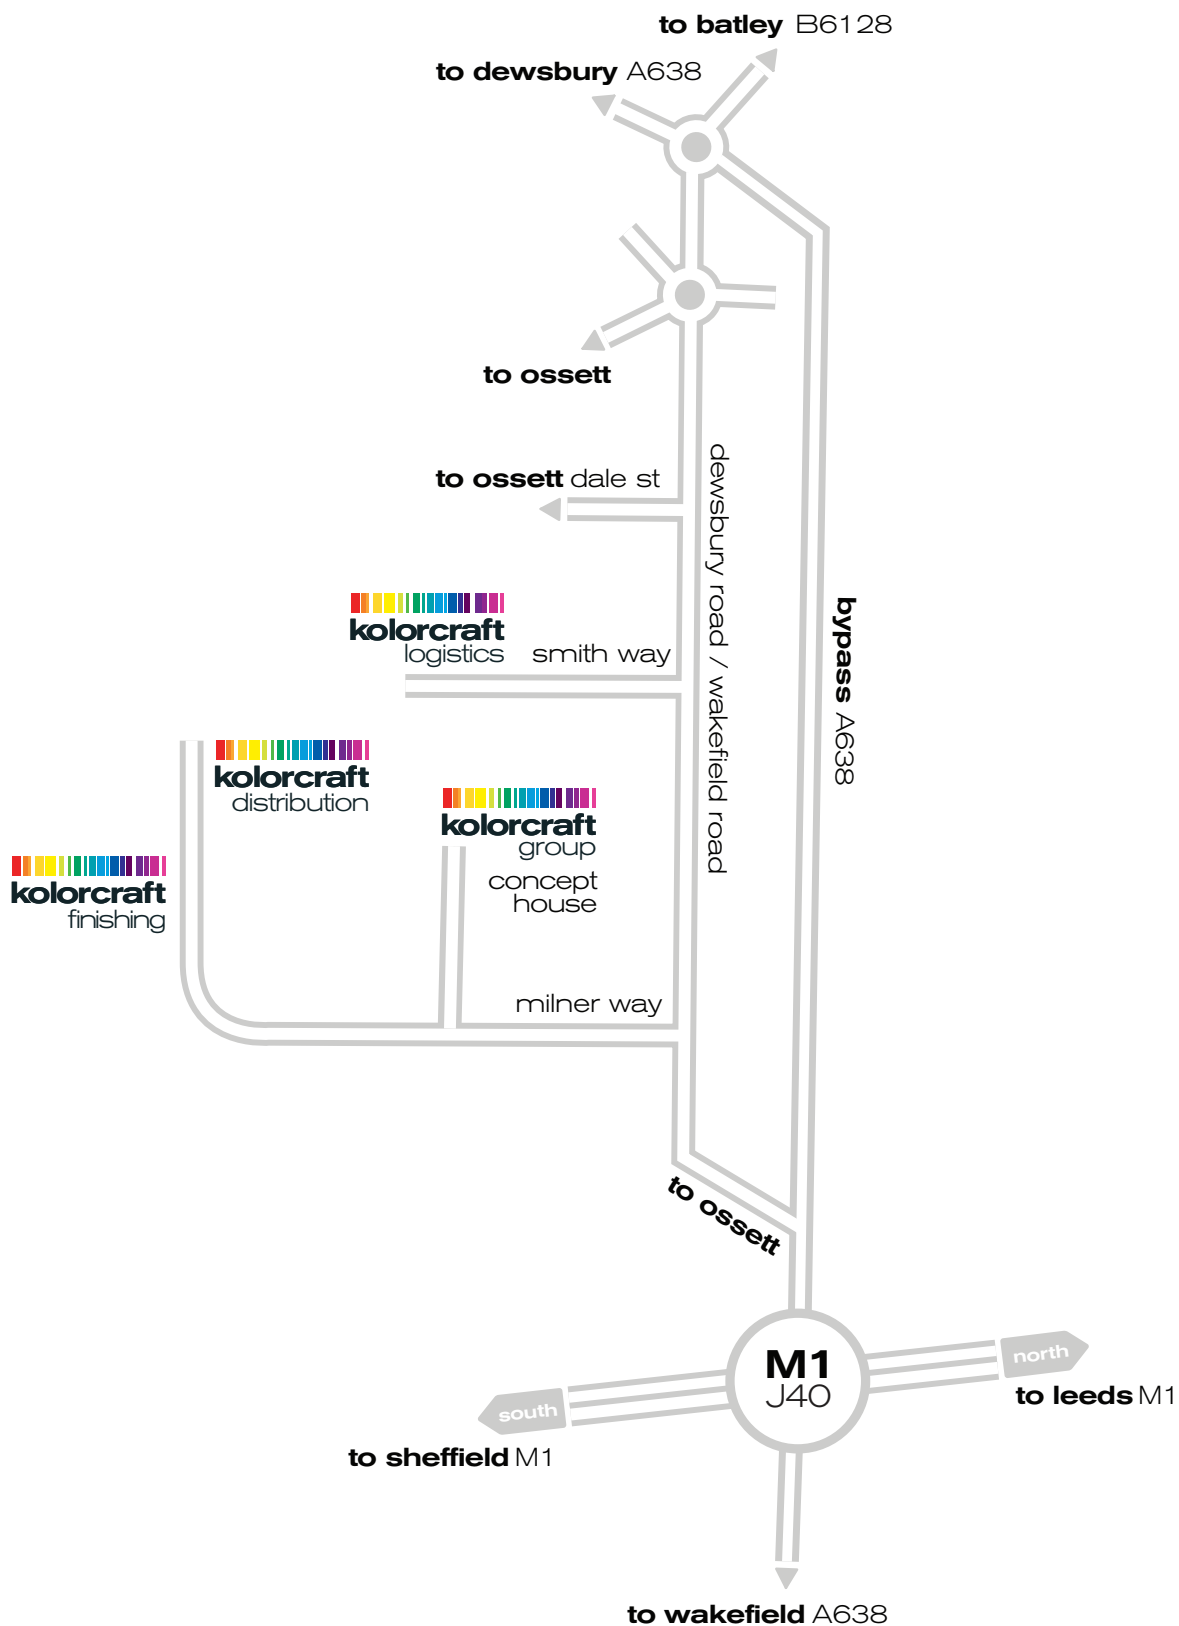 to batley B6128
to dewsbury A638
to ossett
to ossett dale st
dewsbury road / wakefield road
bypass A638
kolorcraft
logistics
smith way
kolorcraft
distribution
kolorcraft
group
concept
house
kolorcraft
finishing
milner way
to ossett
M1
J40
north
to leeds M1
south
to sheffield M1
to wakefield A638